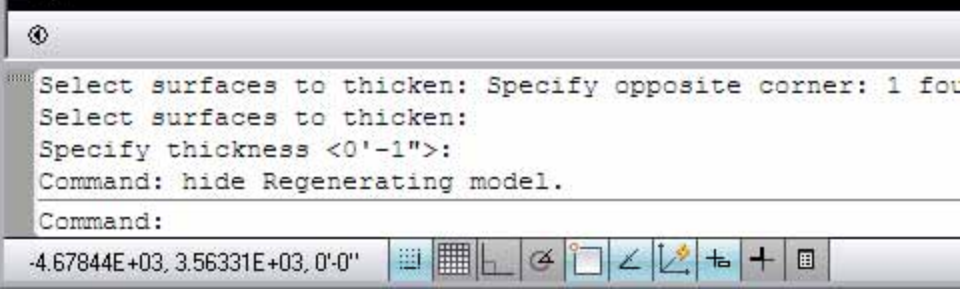 Select surfaces to thicken: Specify opposite corner: 1 fou
Select surfaces to thicken:
Specify thickness <0'-1">:
Command: hide Regenerating model.
Command:
-4.67844E+03, 3.56331E+03, 0'-0"